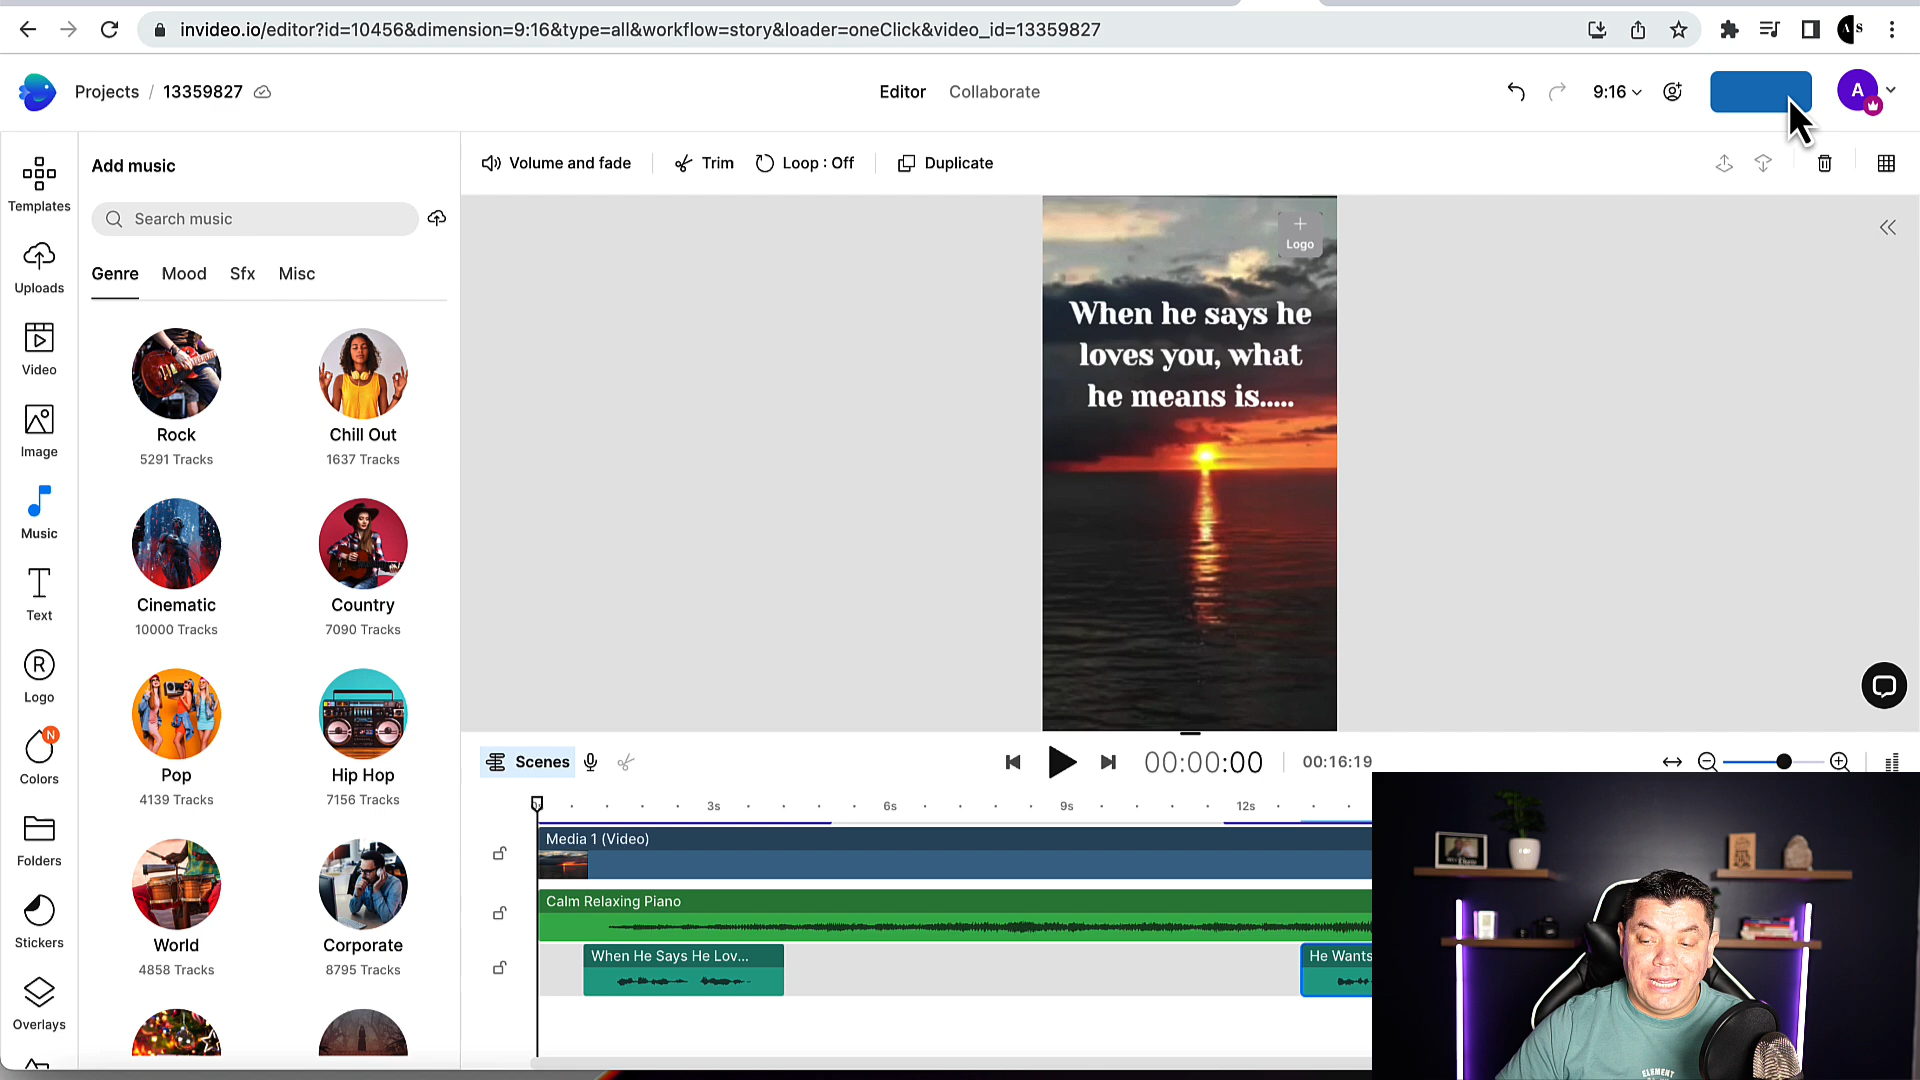 invideo.io/editor?id=10456&dimension=9:16&type=all&workflow=story&loader=oneClick&video_id=13359827
A S
Projects / 13359827
Editor
Collaborate
9:16
A
Templates
Uploads
Video
Image
Music
Text
Logo
N
Colors
Folders
Stickers
Overlays
Add music
Search music
Genre
Mood
Sfx
Misc
Rock
5291 Tracks
Chill Out
1637 Tracks
Cinematic
10000 Tracks
Country
7090 Tracks
Pop
4139 Tracks
Hip Hop
7156 Tracks
World
4858 Tracks
Corporate
8795 Tracks
Volume and fade
Trim
Loop : Off
Duplicate
+
Logo
When he says he
loves you, what
he means is.....
Scenes
00:00:00
00:16:19
3s
6s
9s
12s
Media 1 (Video)
Calm Relaxing Piano
When He Says He Lov...
He Wants
ELEMENT